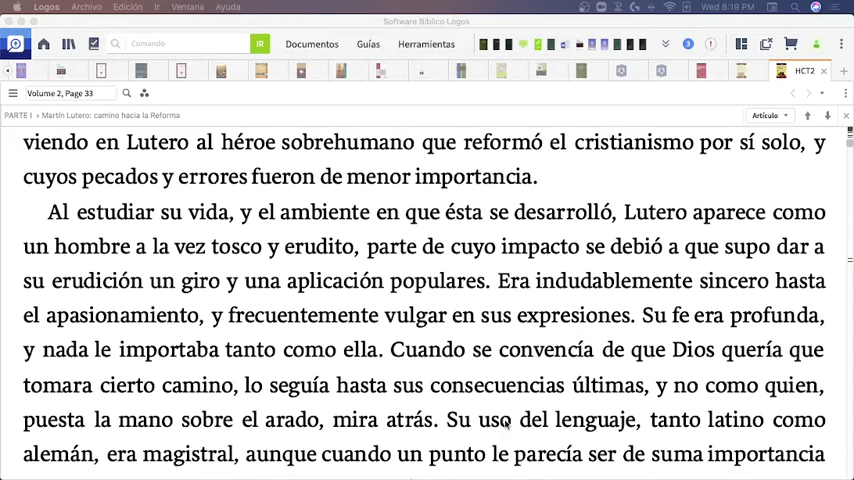 Logos Archivo Edición Ir Ventana Ayuda Wed 8:19 PM
Software Bíblico Logos
Comando IR Documentos Guías Herramientas 3
HCT2
Volume 2, Page 33
PARTE I › Martín Lutero: camino hacia la Reforma Artículo
viendo en Lutero al héroe sobrehumano que reformó el cristianismo por sí solo, y
cuyos pecados y errores fueron de menor importancia.
Al estudiar su vida, y el ambiente en que ésta se desarrolló, Lutero aparece como
un hombre a la vez tosco y erudito, parte de cuyo impacto se debió a que supo dar a
su erudición un giro y una aplicación populares. Era indudablemente sincero hasta
el apasionamiento, y frecuentemente vulgar en sus expresiones. Su fe era profunda,
y nada le importaba tanto como ella. Cuando se convencía de que Dios quería que
tomara cierto camino, lo seguía hasta sus consecuencias últimas, y no como quien,
puesta la mano sobre el arado, mira atrás. Su uso del lenguaje, tanto latino como
alemán, era magistral, aunque cuando un punto le parecía ser de suma importancia